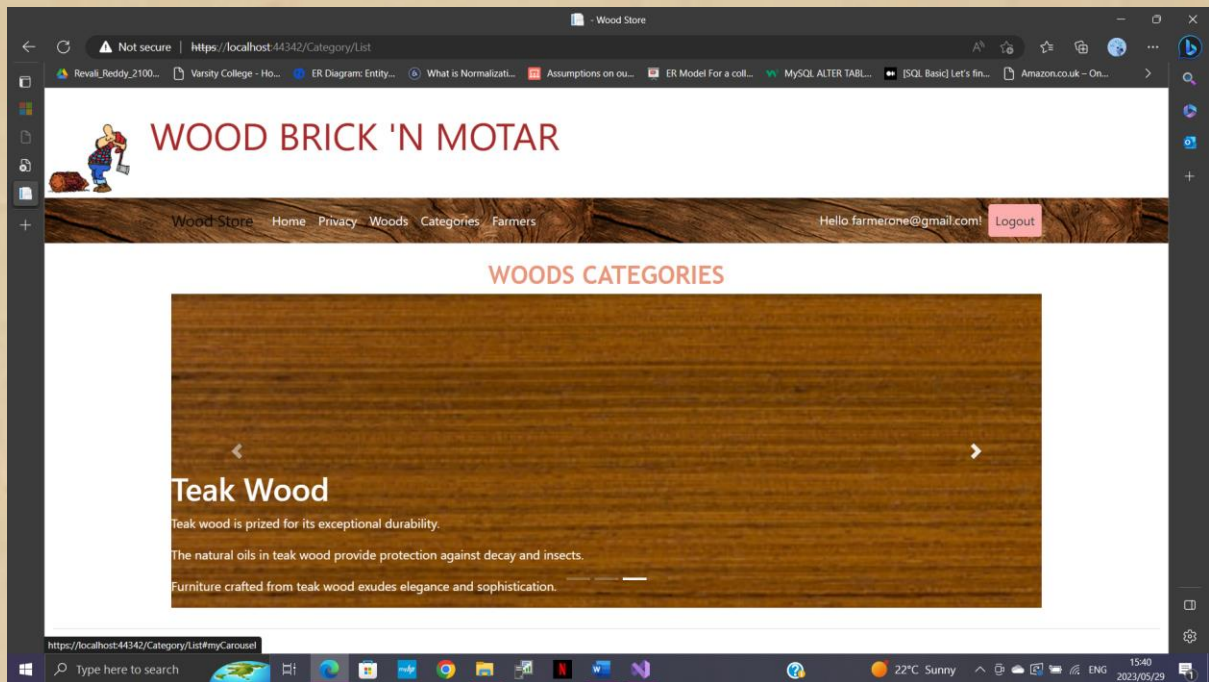 - Wood Store
Not secure | https://localhost:44342/Category/List
Revali_Reddy_2100... Varsity College - Ho... ER Diagram: Entity... What is Normalizati... Assumptions on ou... ER Model For a coll... MySQL ALTER TABL... [SQL Basic] Let's fin... Amazon.co.uk – On...
WOOD BRICK 'N MOTAR
Wood Store Home Privacy Woods Categories Farmers Hello farmerone@gmail.com! Logout
WOODS CATEGORIES
Teak Wood
Teak wood is prized for its exceptional durability.
The natural oils in teak wood provide protection against decay and insects.
Furniture crafted from teak wood exudes elegance and sophistication.
https://localhost:44342/Category/List#myCarousel
Type here to search 22°C Sunny ENG 15:40
2023/05/29